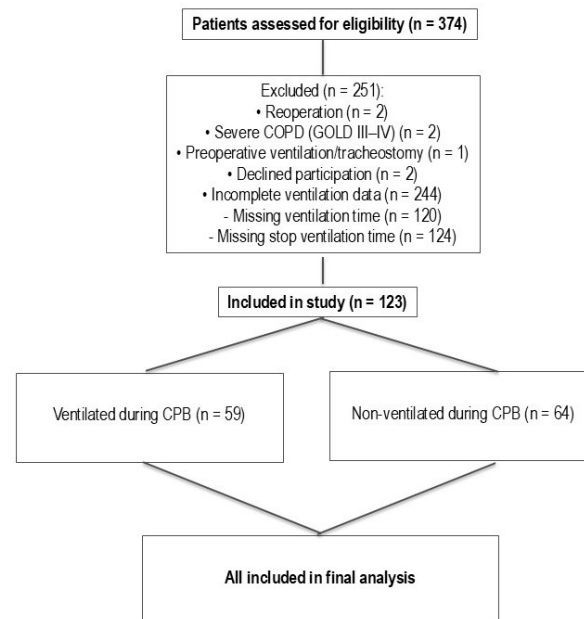 Patients assessed for eligibility (n = 374)
Excluded (n = 251):
• Reoperation (n = 2)
• Severe COPD (GOLD III–IV) (n = 2)
• Preoperative ventilation/tracheostomy (n = 1)
• Declined participation (n = 2)
• Incomplete ventilation data (n = 244)
- Missing ventilation time (n = 120)
- Missing stop ventilation time (n = 124)
Included in study (n = 123)
Ventilated during CPB (n = 59)
Non-ventilated during CPB (n = 64)
All included in final analysis